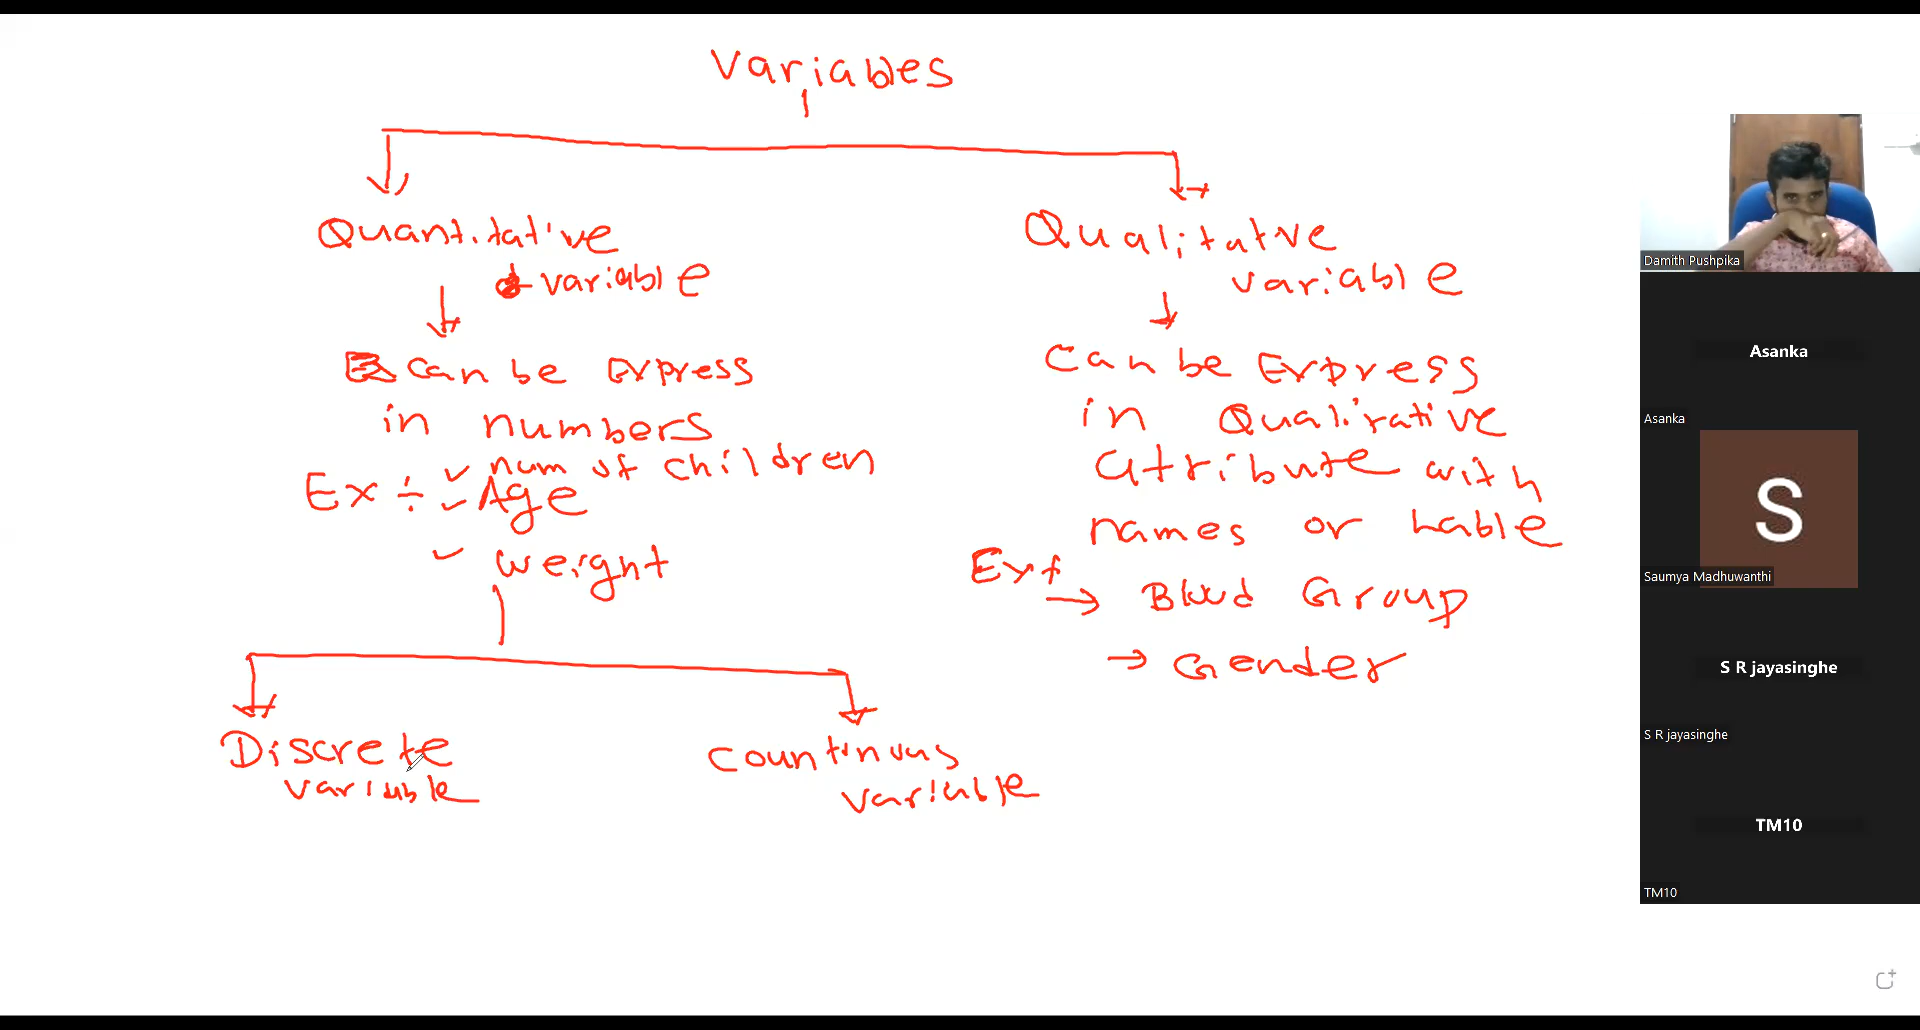 Variables
Quantitative
variable
Can be Express
in numbers
Ex ÷ ✓ num of children
✓ Age
✓ weight
Discrete
variable
Countinuous
variable
Qualitative
variable
Can be Express
in Qualitative
attribute with
names or lable
Ex
→ Blood Group
→ Gender
Damith Pushpika
Asanka
Asanka
S
Saumya Madhuwanthi
S R jayasinghe
S R jayasinghe
TM10
TM10